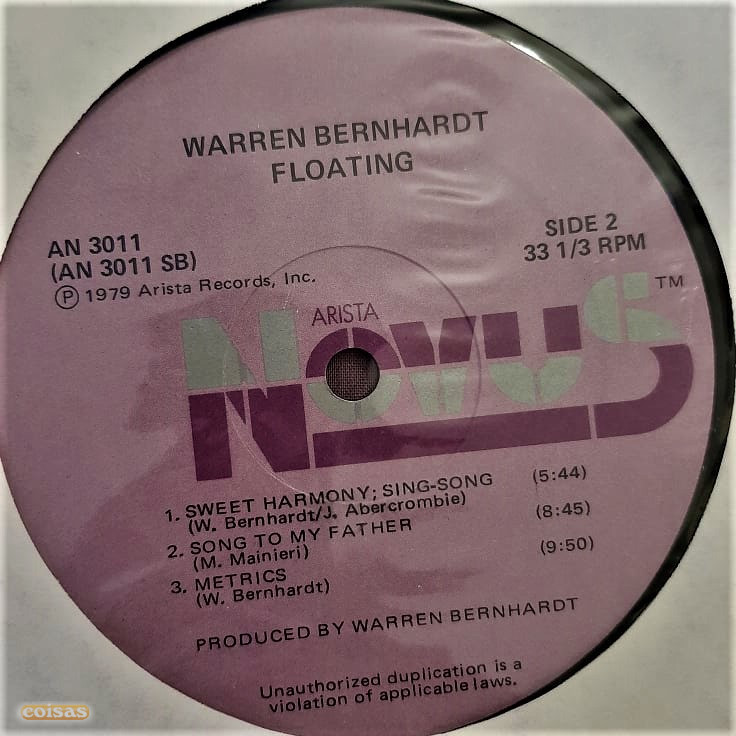 WARREN BERNHARDT
FLOATING
AN 3011
(AN 3011 SB)
Ⓟ 1979 Arista Records, Inc.
SIDE 2
33 1/3 RPM
ARISTA
NOVUS™
1. SWEET HARMONY; SING-SONG (5:44)
(W. Bernhardt/J. Abercrombie)
2. SONG TO MY FATHER (8:45)
(M. Mainieri)
3. METRICS (9:50)
(W. Bernhardt)
PRODUCED BY WARREN BERNHARDT
Unauthorized duplication is a
violation of applicable laws.
coisas